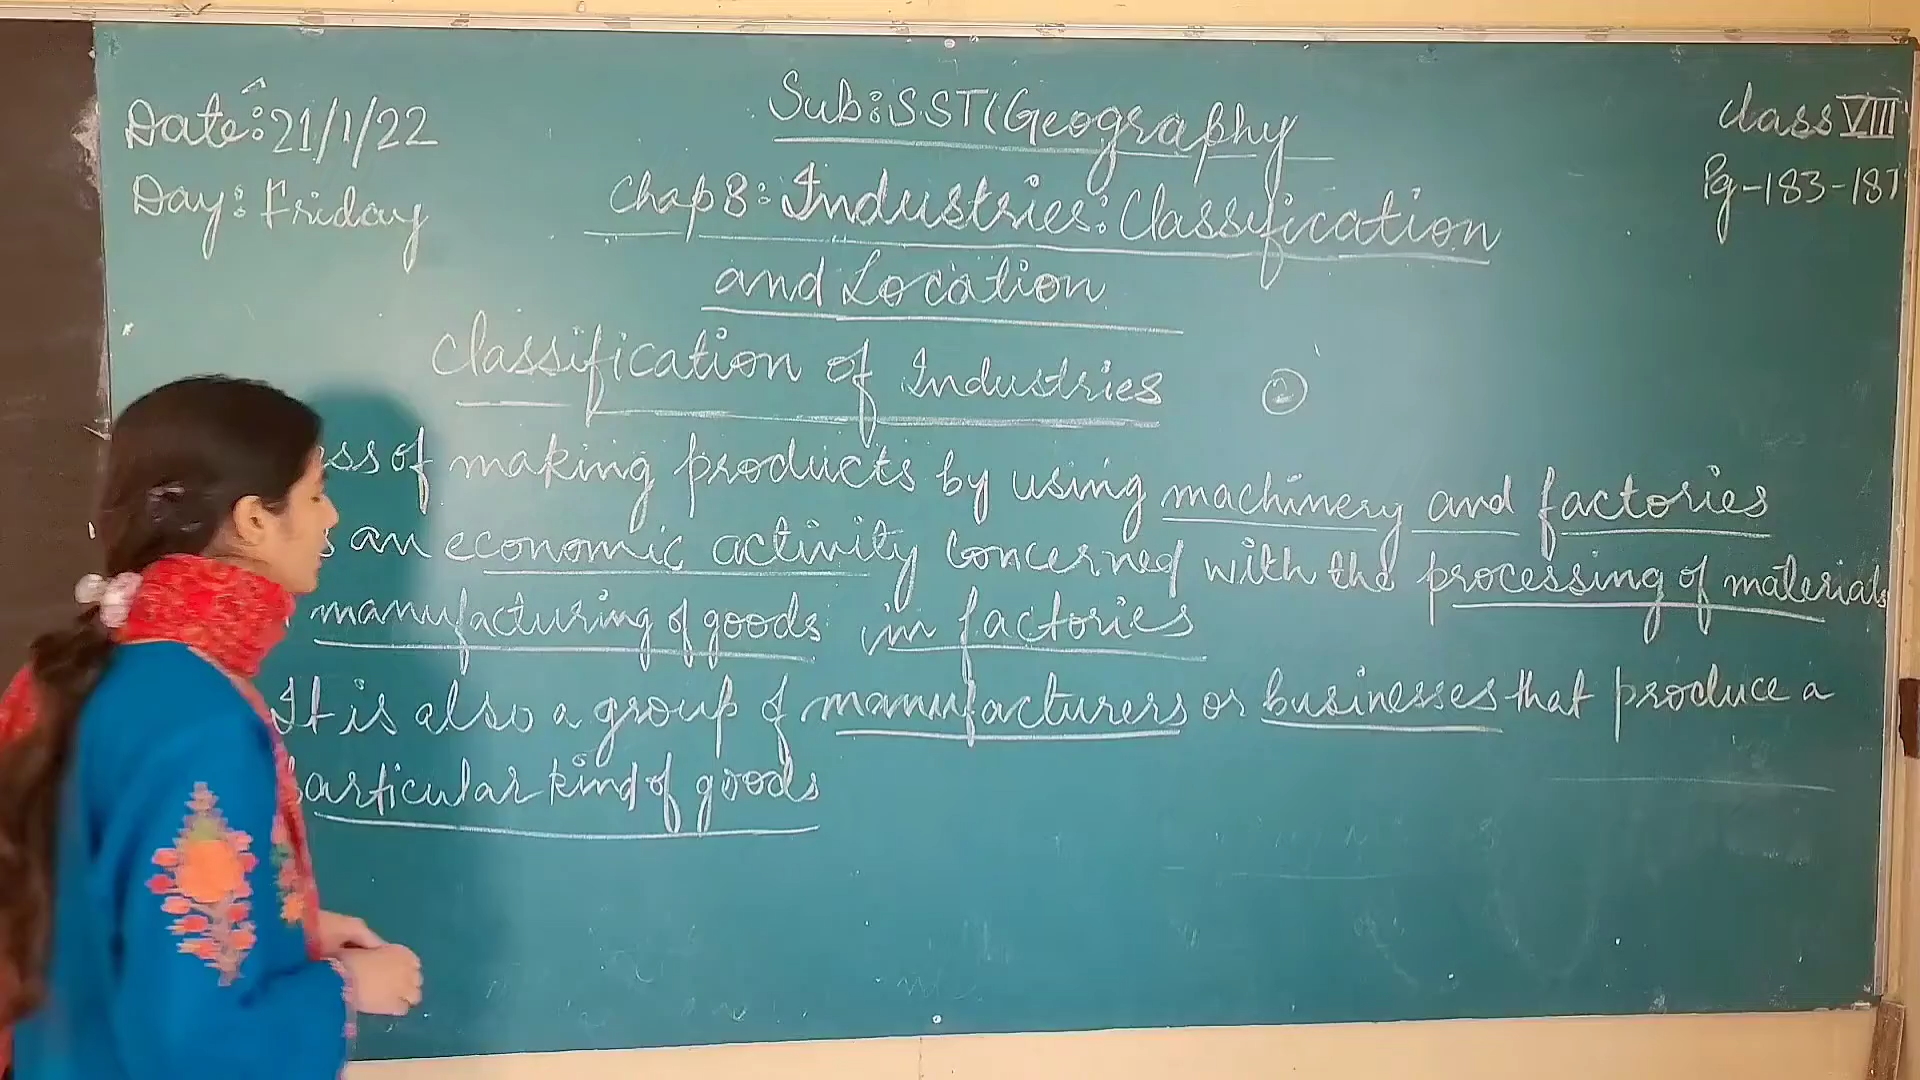 Date: 21/1/22
Sub: SST (Geography
Class VIII
Day: Friday
Chap 8: Industries: Classification
Pg-183-187
and Location
Classification of Industries
②
ss of making products by using machinery and factories
an economic activity concerned with the processing of materials
manufacturing of goods in factories
It is also a group of manufacturers or businesses that produce a
articular kind of goods